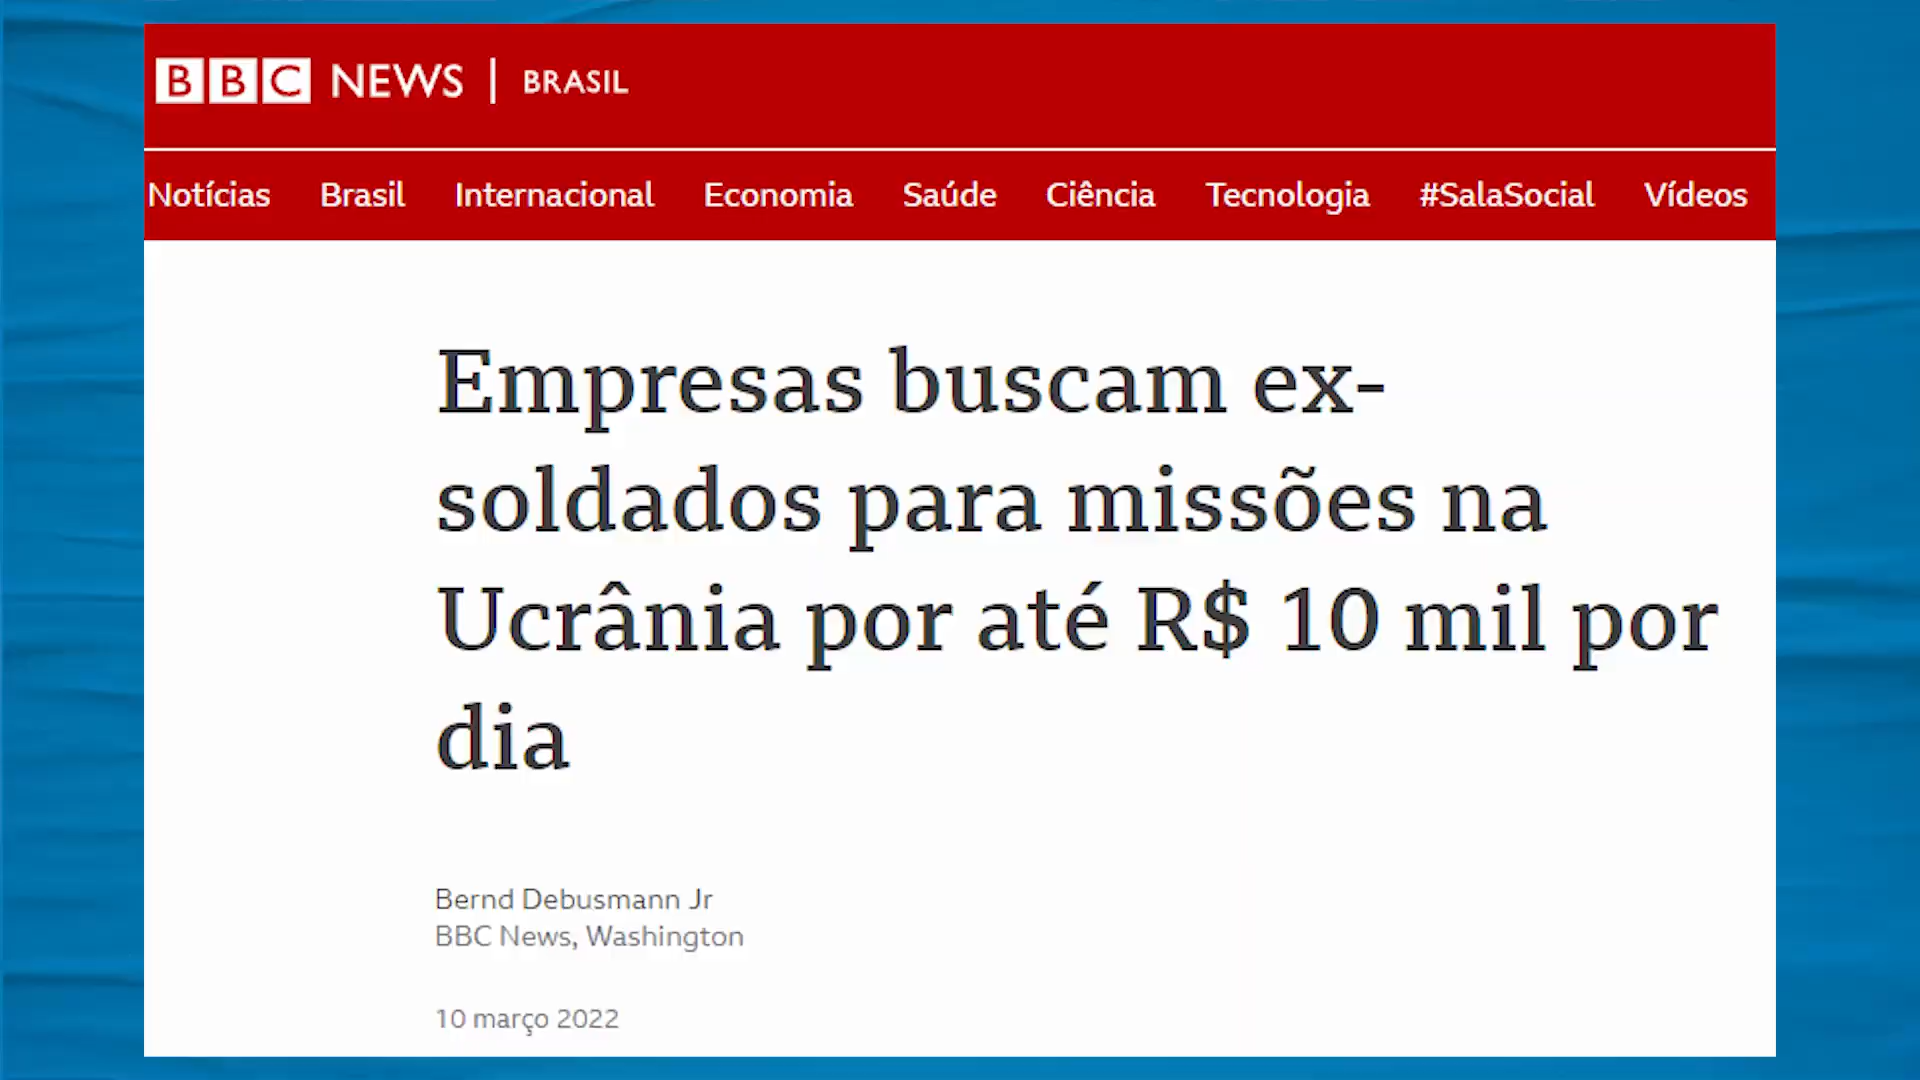 BBC NEWS | BRASIL
Notícias Brasil Internacional Economia Saúde Ciência Tecnologia #SalaSocial Vídeos
Empresas buscam ex-
soldados para missões na
Ucrânia por até R$ 10 mil por
dia
Bernd Debusmann Jr
BBC News, Washington
10 março 2022